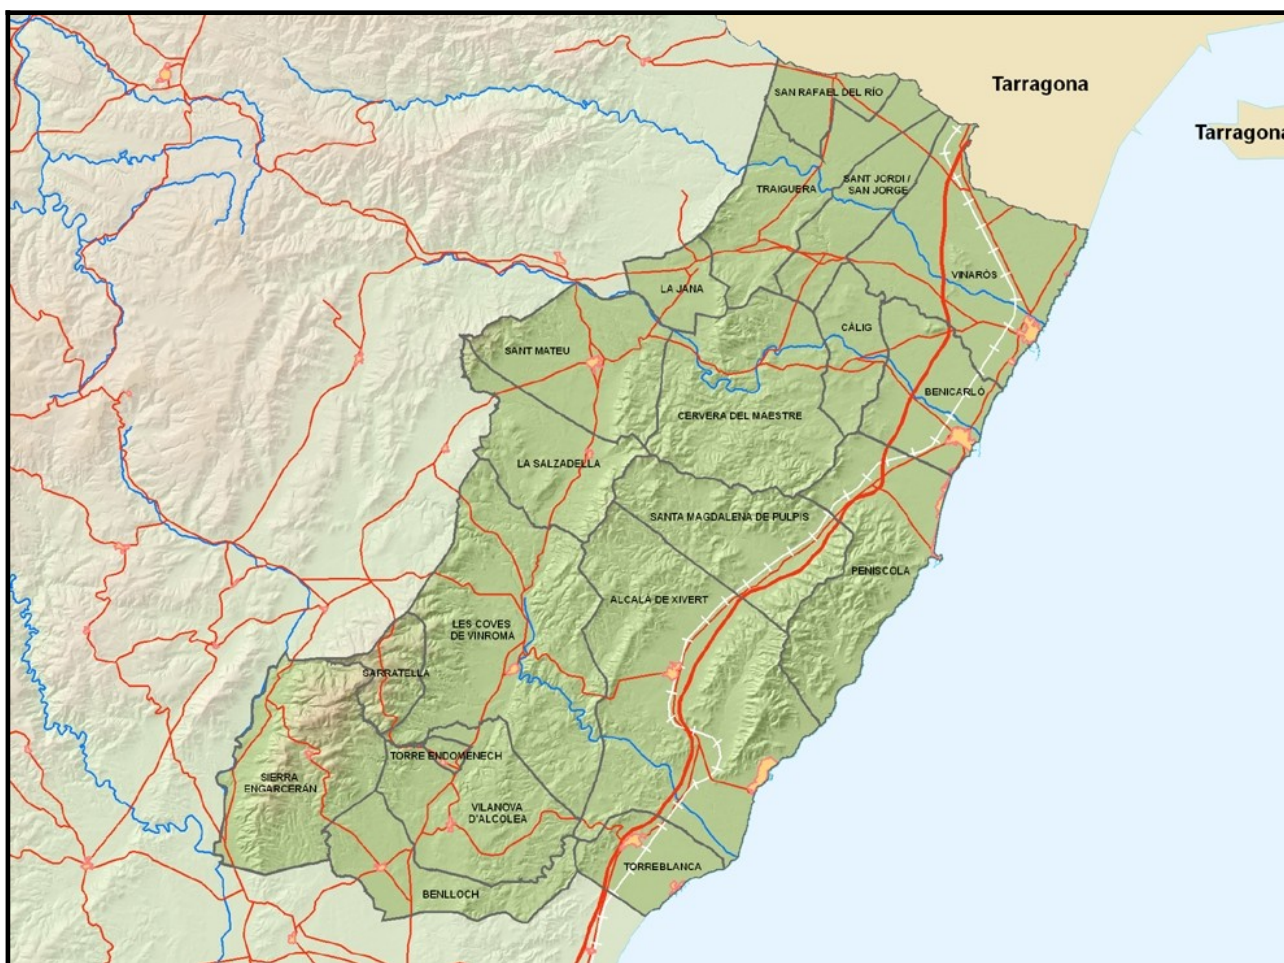 Tarragona
SAN RAFAEL DEL RÍO
Tarragona
SANT JORDI /
SAN JORGE
TRAIGUERA
VINARÒS
LA JANA
CÀLIG
SANT MATEU
BENICARLÓ
CERVERA DEL MAESTRE
LA SALZADELLA
SANTA MAGDALENA DE PULPIS
PENISCOLA
ALCALÁ DE XIVERT
LES COVES
DE VINROMA
SARRATELLA
TORRE ENDOMENECH
SIERRA
ENGARCERÁN
VILANOVA
D'ALCOLEA
TORREBLANCA
BENLLOCH